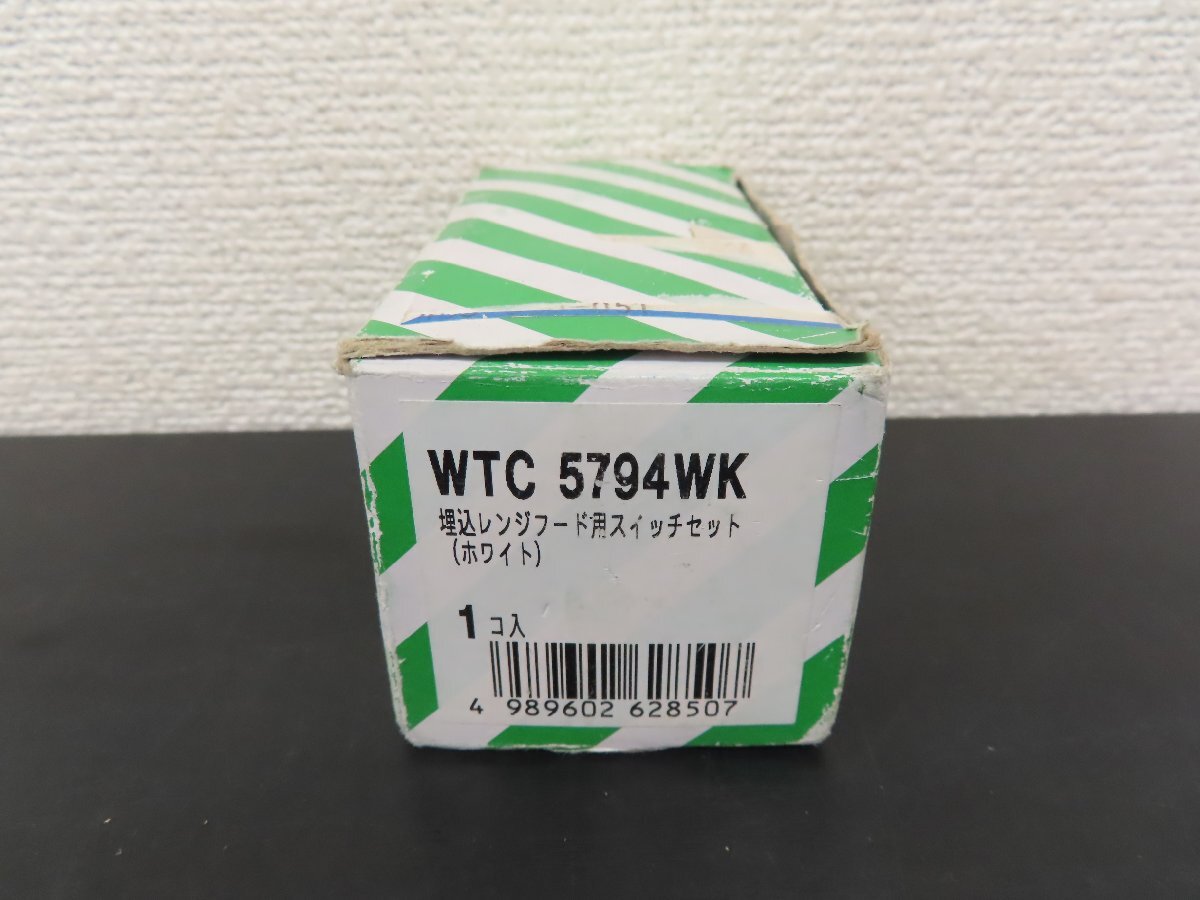 WTC 5794WK
埋込レンジフード用スイッチセット
(ホワイト)
1コ入
4 989602 628507